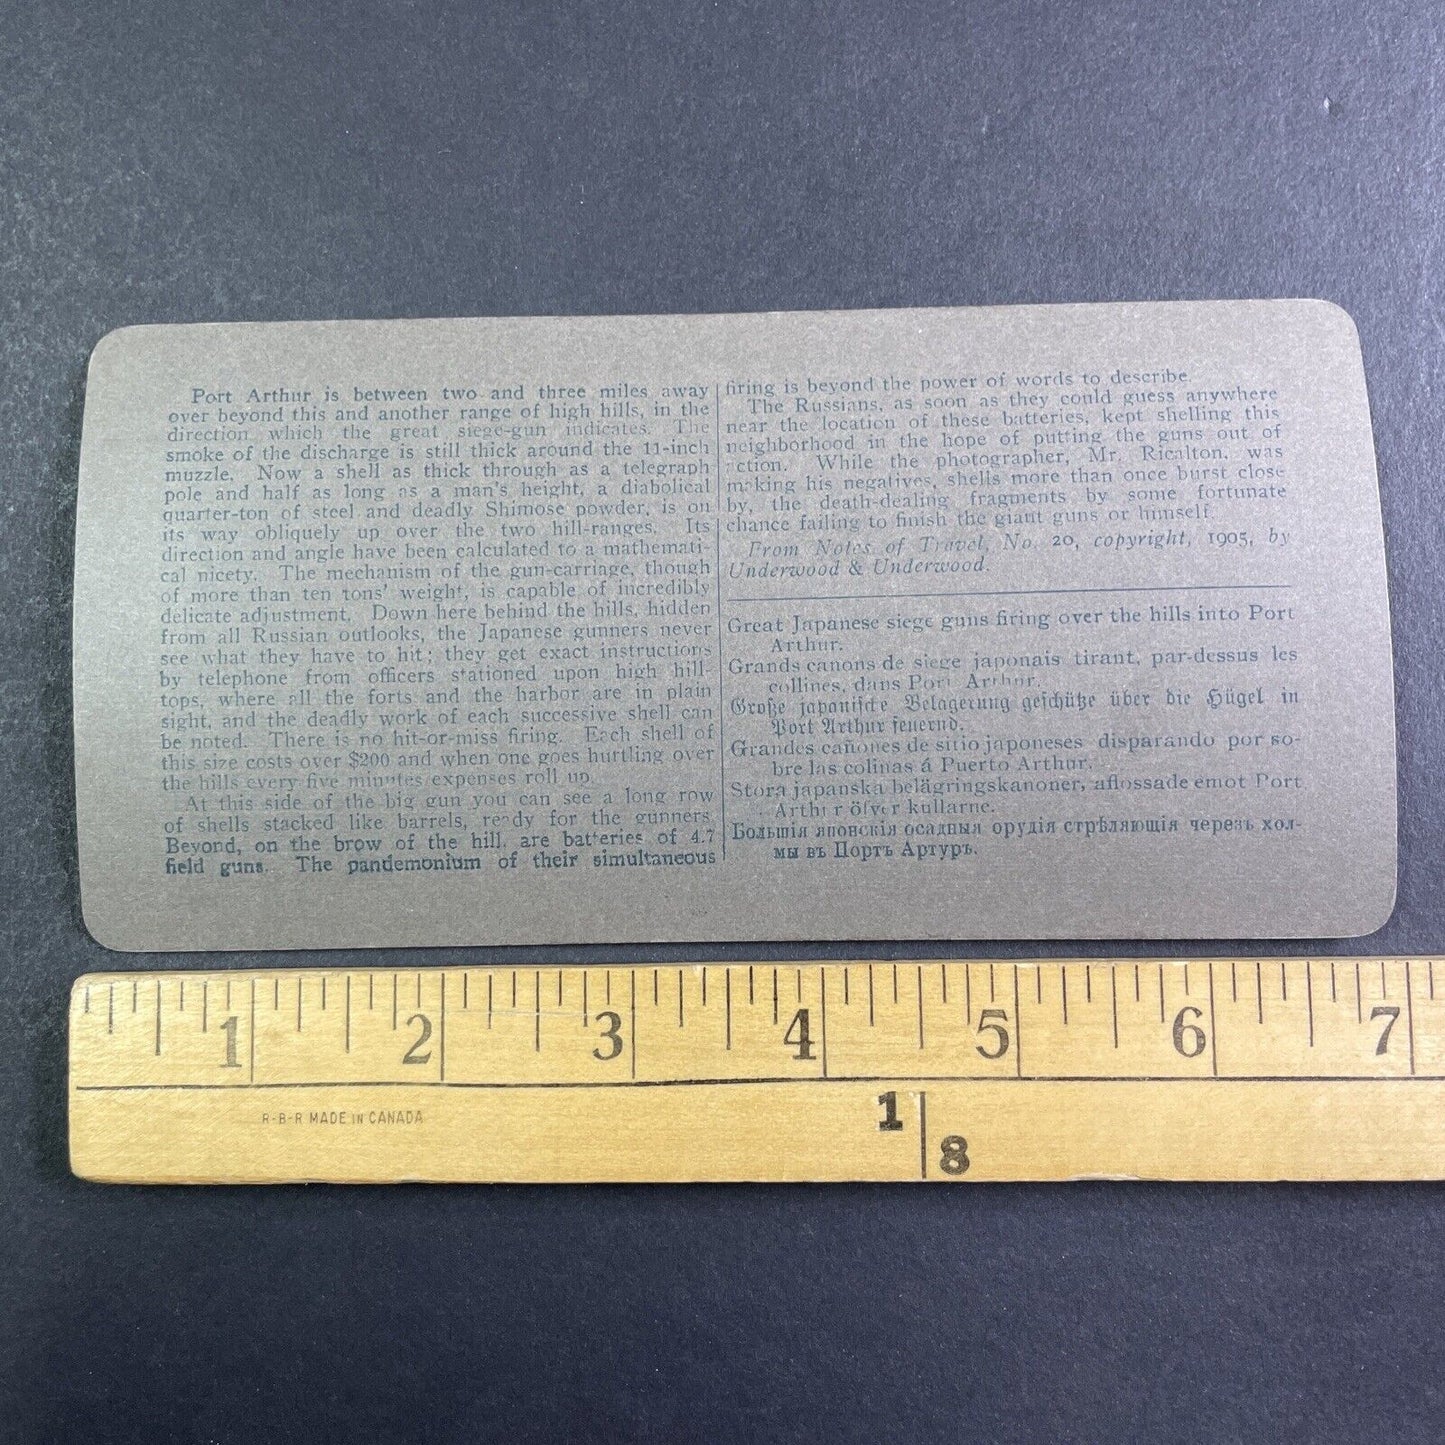 Port Arthur is between two and three miles away
over beyond this and another range of high hills, in the
direction which the great siege-gun indicates. The
smoke of the discharge is still thick around the 11-inch
muzzle. Now a shell as thick through as a telegraph
pole and half as long as a man's height, a diabolical
quarter-ton of steel and deadly Shimose powder, is on
its way obliquely up over the two hill-ranges. Its
direction and angle have been calculated to a mathemati-
cal nicety. The mechanism of the gun-carriage, though
of more than ten tons' weight, is capable of incredibly
delicate adjustment. Down here behind the hills, hidden
from all Russian outlooks, the Japanese gunners never
see what they have to hit; they get exact instructions
by telephone from officers stationed upon high hill-
tops, where all the forts and the harbor are in plain
sight, and the deadly work of each successive shell can
be noted. There is no hit-or-miss firing. Each shell of
this size costs over $200 and when one goes hurtling over
the hills every five minutes expenses roll up.
At this side of the big gun you can see a long row
of shells stacked like barrels, ready for the gunners.
Beyond, on the brow of the hill, are batteries of 4.7
field guns. The pandemonium of their simultaneous
firing is beyond the power of words to describe.
The Russians, as soon as they could guess anywhere
near the location of these batteries, kept shelling this
neighborhood in the hope of putting the guns out of
action. While the photographer, Mr. Ricalton, was
making his negatives, shells more than once burst close
by, the death-dealing fragments by some fortunate
chance failing to finish the giant guns or himself.
From Notes of Travel, No. 20, copyright, 1905, by
Underwood & Underwood.
Great Japanese siege guns firing over the hills into Port
Arthur.
Grands canons de siege japonais tirant, par-dessus les
collines, dans Port Arthur.
Große japanische Belagerung geschütze über die Hügel in
Port Arthur feuernd.
Grandes cañones de sitio japoneses disparando por so-
bre las colinas á Puerto Arthur.
Stora japanska belägringskanoner, aflossade emot Port
Arthur öfver kullarne.
Большія японскія осадныя орудія стрѣляющія черезъ хол-
мы въ Портъ Артуръ.
1 2 3 4 5 6 7
R-B-R MADE IN CANADA
1
8